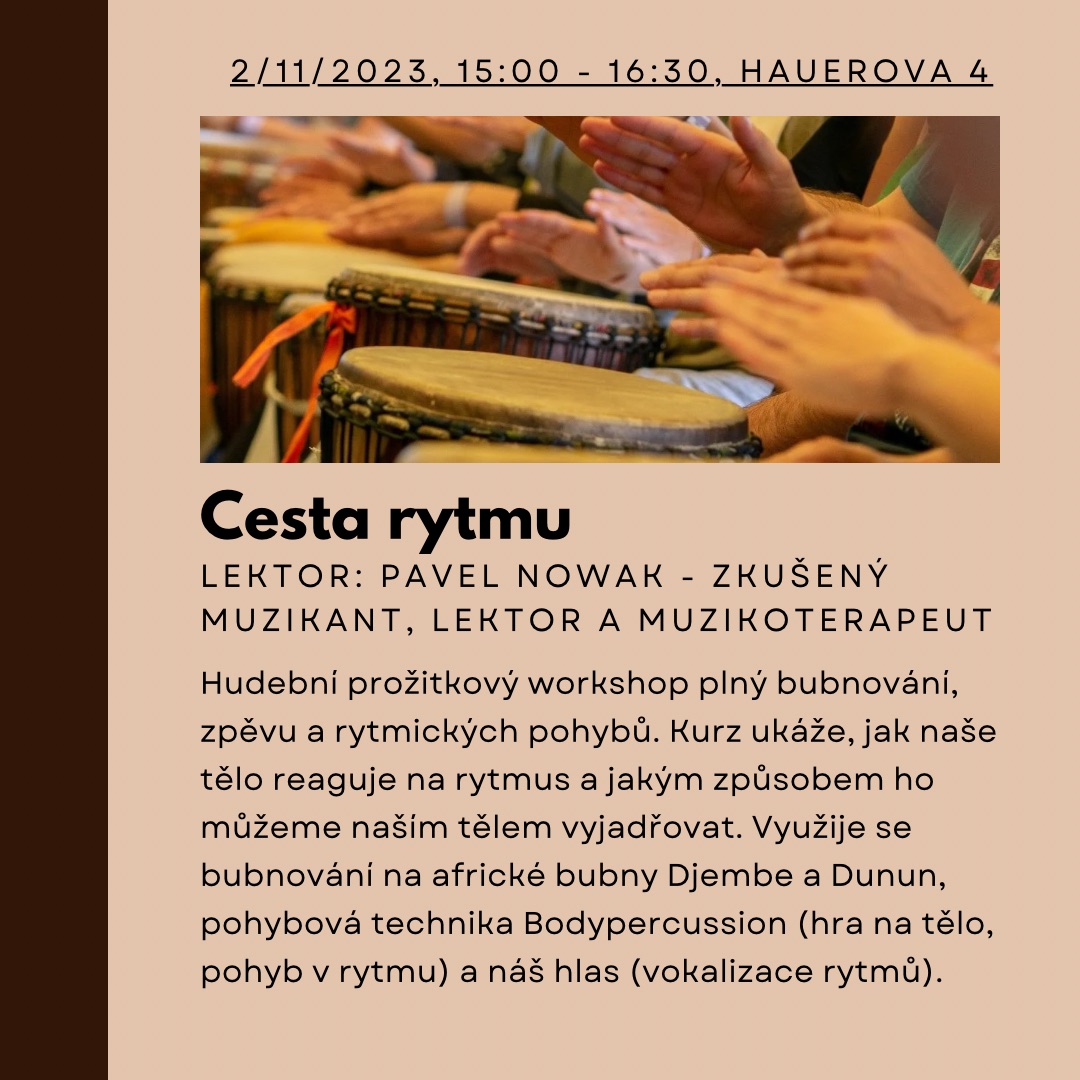 2/11/2023, 15:00 - 16:30, HAUEROVA 4
Cesta rytmu
LEKTOR: PAVEL NOWAK - ZKUŠENÝ
MUZIKANT, LEKTOR A MUZIKOTERAPEUT
Hudební prožitkový workshop plný bubnování,
zpěvu a rytmických pohybů. Kurz ukáže, jak naše
tělo reaguje na rytmus a jakým způsobem ho
můžeme naším tělem vyjadřovat. Využije se
bubnování na africké bubny Djembe a Dunun,
pohybová technika Bodypercussion (hra na tělo,
pohyb v rytmu) a náš hlas (vokalizace rytmů).